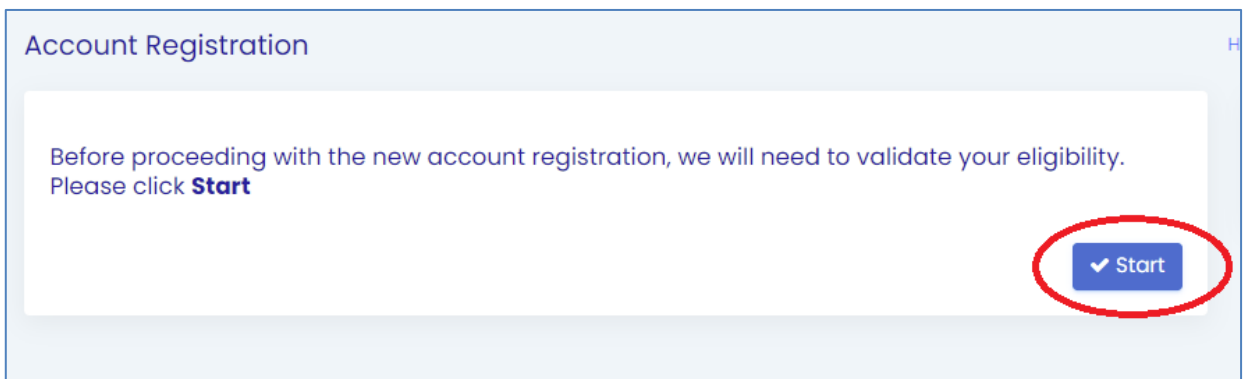 Account Registration
H
Before proceeding with the new account registration, we will need to validate your eligibility.
Please click Start
Start